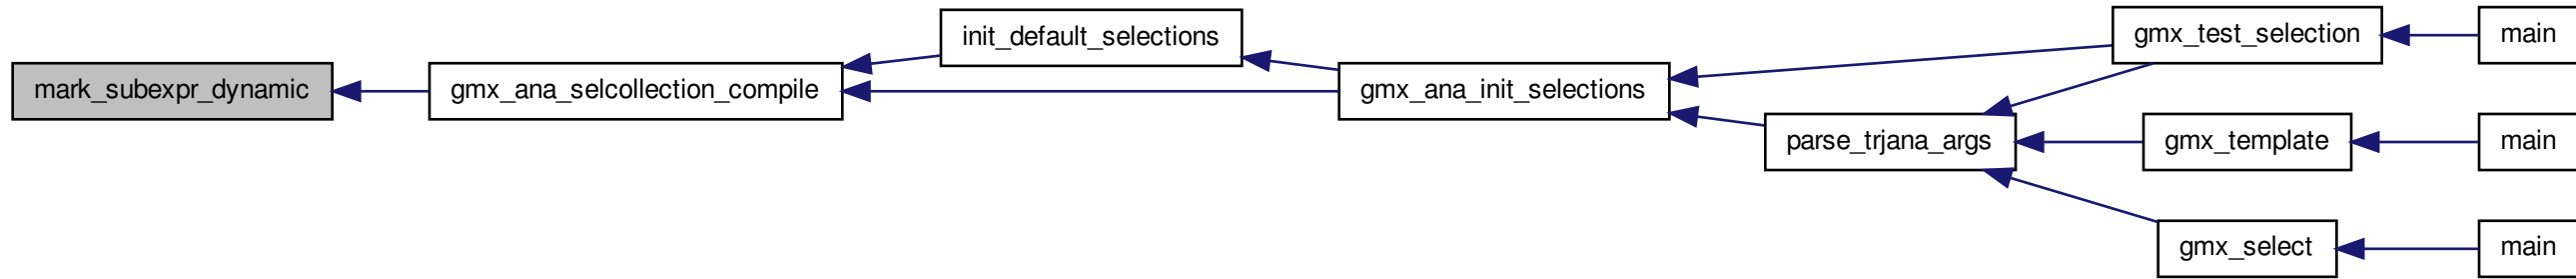 mark_subexpr_dynamic
gmx_ana_selcollection_compile
init_default_selections
gmx_ana_init_selections
gmx_test_selection
main
parse_trjana_args
gmx_template
main
gmx_select
main